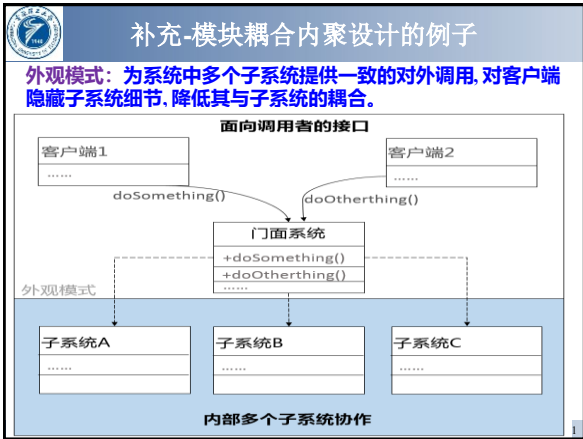 补充-模块耦合内聚设计的例子
外观模式：为系统中多个子系统提供一致的对外调用, 对客户端
隐藏子系统细节, 降低其与子系统的耦合。
面向调用者的接口
客户端1
......
客户端2
......
doSomething()
doOtherthing()
门面系统
+doSomething()
+doOtherthing()
......
外观模式
子系统A
......
子系统B
......
子系统C
......
内部多个子系统协作
1